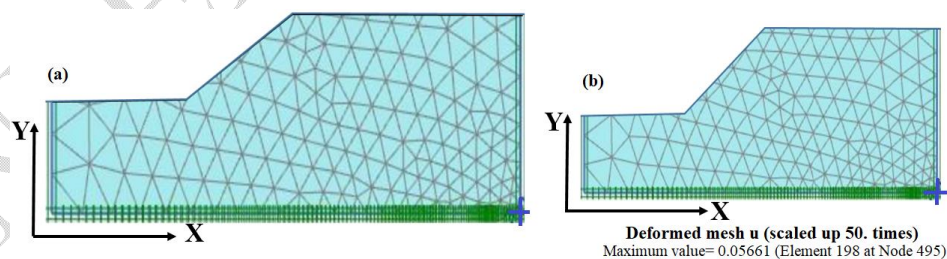 (a)
Y
X
(b)
Y
X
Deformed mesh u (scaled up 50. times)
Maximum value= 0.05661 (Element 198 at Node 495)